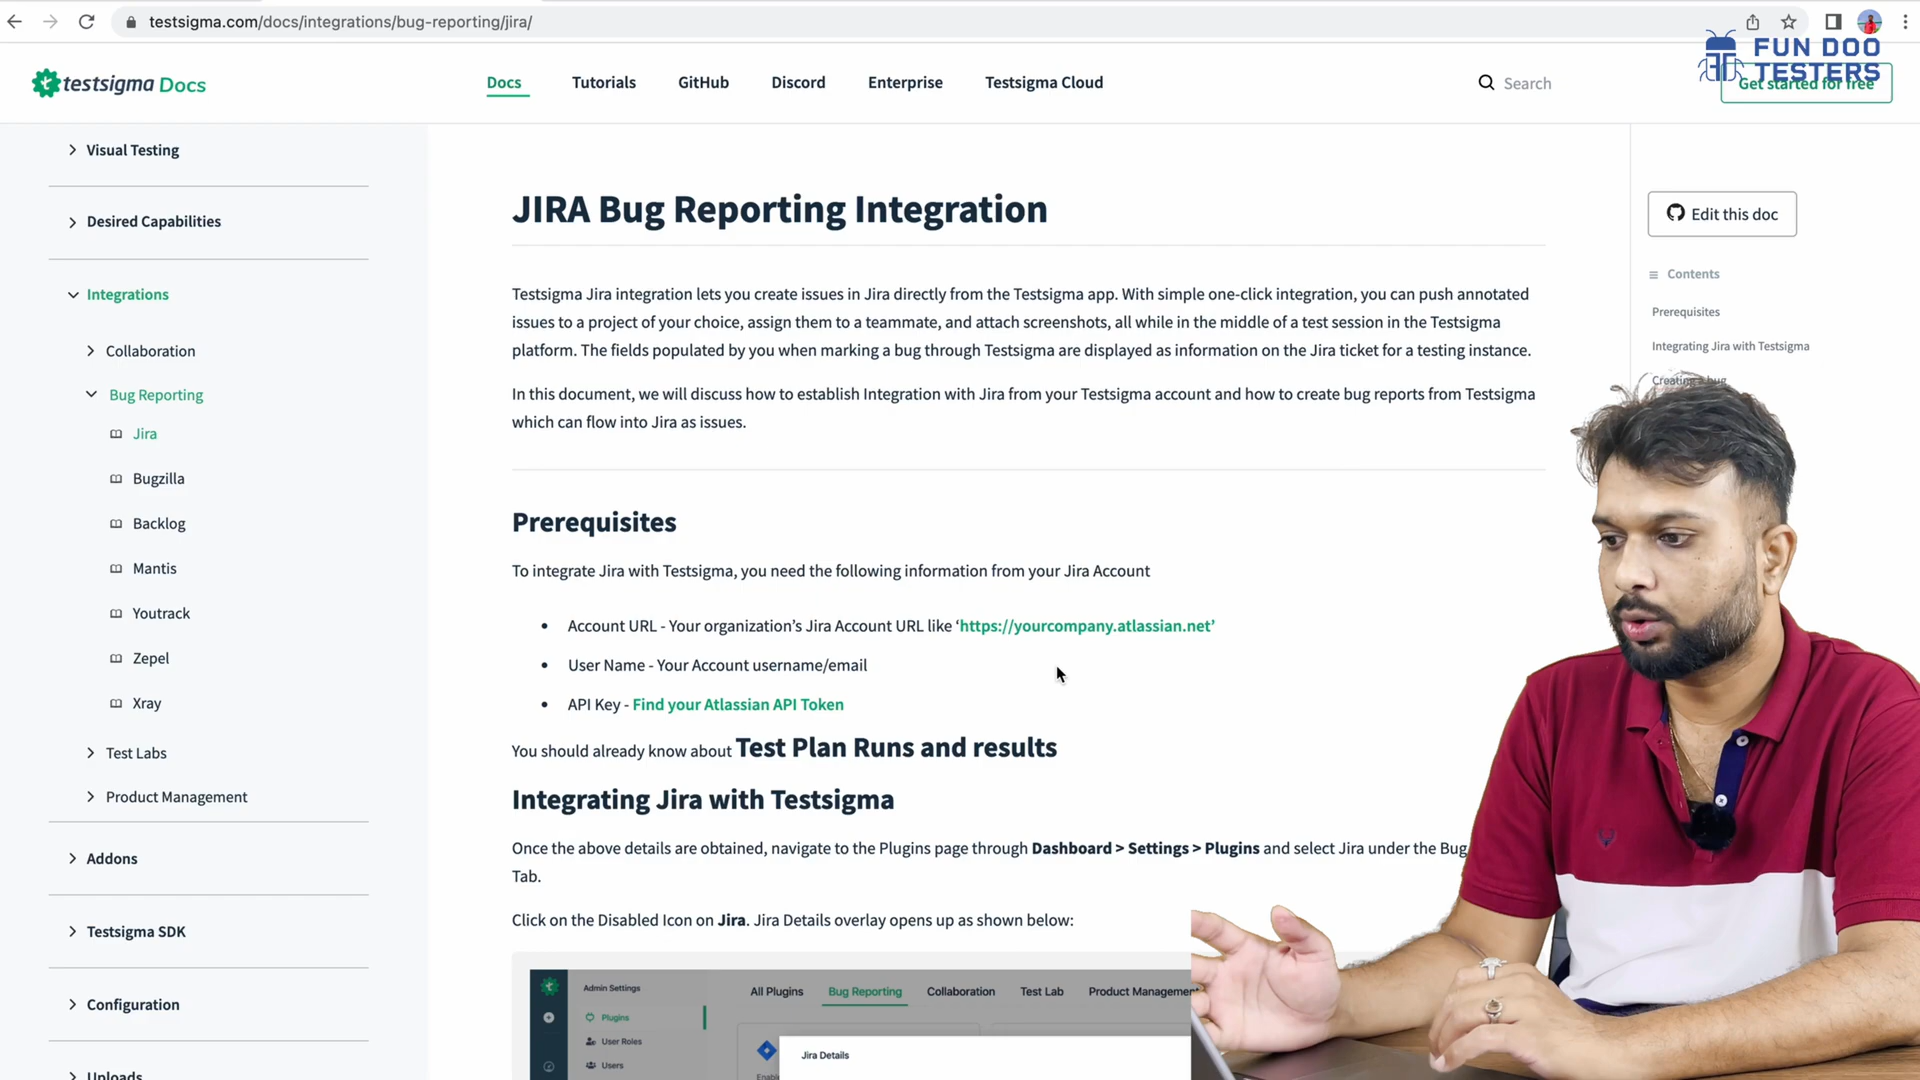 testsigma.com/docs/integrations/bug-reporting/jira/
FUN DOO
TESTERS
testsigma Docs
Docs
Tutorials
GitHub
Discord
Enterprise
Testsigma Cloud
Search
Get started for free
Visual Testing
Desired Capabilities
Integrations
Collaboration
Bug Reporting
Jira
Bugzilla
Backlog
Mantis
Youtrack
Zepel
Xray
Test Labs
Product Management
Addons
Testsigma SDK
Configuration
Uploads
JIRA Bug Reporting Integration
Testsigma Jira integration lets you create issues in Jira directly from the Testsigma app. With simple one-click integration, you can push annotated
issues to a project of your choice, assign them to a teammate, and attach screenshots, all while in the middle of a test session in the Testsigma
platform. The fields populated by you when marking a bug through Testsigma are displayed as information on the Jira ticket for a testing instance.
In this document, we will discuss how to establish Integration with Jira from your Testsigma account and how to create bug reports from Testsigma
which can flow into Jira as issues.
Prerequisites
To integrate Jira with Testsigma, you need the following information from your Jira Account
• Account URL - Your organization’s Jira Account URL like ‘https://yourcompany.atlassian.net’
• User Name - Your Account username/email
• API Key - Find your Atlassian API Token
You should already know about Test Plan Runs and results
Integrating Jira with Testsigma
Once the above details are obtained, navigate to the Plugins page through Dashboard > Settings > Plugins and select Jira under the Bug
Tab.
Click on the Disabled Icon on Jira. Jira Details overlay opens up as shown below:
Admin Settings
Plugins
User Roles
Users
All Plugins
Bug Reporting
Collaboration
Test Lab
Product Management
Jira Details
Edit this doc
Contents
Prerequisites
Integrating Jira with Testsigma
Creating a bug